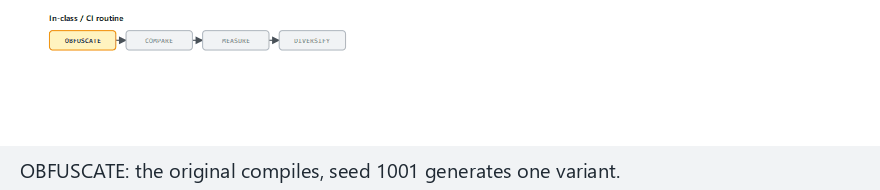 In-class / CI routine
OBFUSCATE COMPARE MEASURE DIVERSIFY
OBFUSCATE: the original compiles, seed 1001 generates one variant.